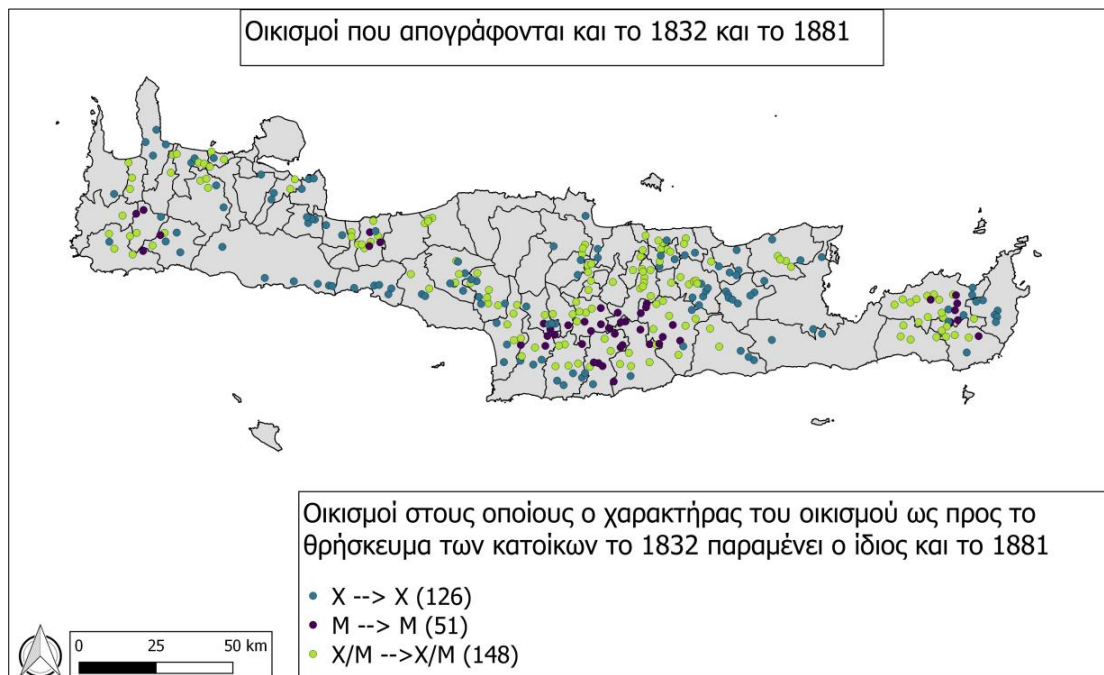 Οικισμοί που απογράφονται και το 1832 και το 1881
Οικισμοί στους οποίους ο χαρακτήρας του οικισμού ως προς το
θρήσκευμα των κατοίκων το 1832 παραμένει ο ίδιος και το 1881
Χ --> Χ (126)
Μ --> Μ (51)
Χ/Μ -->Χ/Μ (148)
0 25 50 km